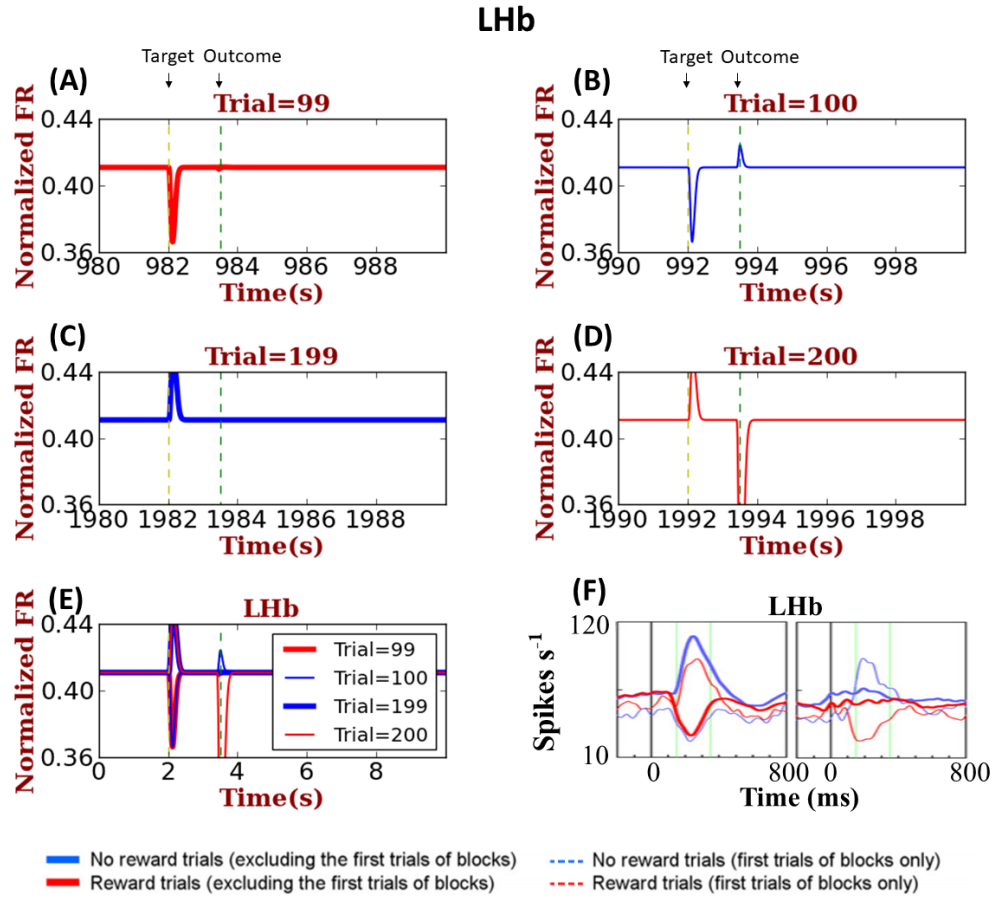 LHb
Target Outcome
(A)
Trial=99
Normalized FR
0.44
0.40
0.36
980 982 984 986 988
Time(s)
(B)
Trial=100
Normalized FR
0.44
0.40
0.36
990 992 994 996 998
Time(s)
Target Outcome
(C)
Trial=199
Normalized FR
0.44
0.40
0.36
1980 1982 1984 1986 1988
Time(s)
(D)
Trial=200
Normalized FR
0.44
0.40
0.36
1990 1992 1994 1996 1998
Time(s)
(E)
LHb
Normalized FR
0.44
0.40
0.36
0 2 4 6 8
Time(s)
Trial=99
Trial=100
Trial=199
Trial=200
(F)
LHb
Spikes s⁻¹
120
10
0 800 0 800
Time (ms)
No reward trials (excluding the first trials of blocks)
Reward trials (excluding the first trials of blocks)
No reward trials (first trials of blocks only)
Reward trials (first trials of blocks only)